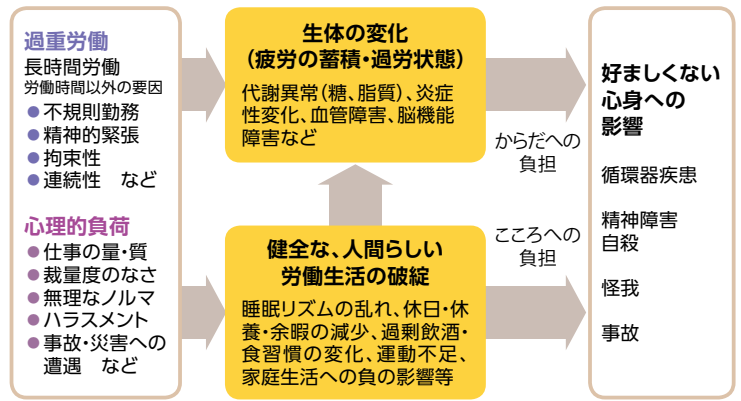 過重労働
長時間労働
労働時間以外の要因
●不規則勤務
●精神的緊張
●拘束性
●連続性　など
心理的負荷
●仕事の量・質
●裁量度のなさ
●無理なノルマ
●ハラスメント
●事故・災害への
遭遇　など
生体の変化
（疲労の蓄積・過労状態）
代謝異常（糖、脂質）、炎症
性変化、血管障害、脳機能
障害など
健全な、人間らしい
労働生活の破綻
睡眠リズムの乱れ、休日・休
養・余暇の減少、過剰飲酒・
食習慣の変化、運動不足、
家庭生活への負の影響等
からだへの
負担
こころへの
負担
好ましくない
心身への
影響
循環器疾患
精神障害
自殺
怪我
事故